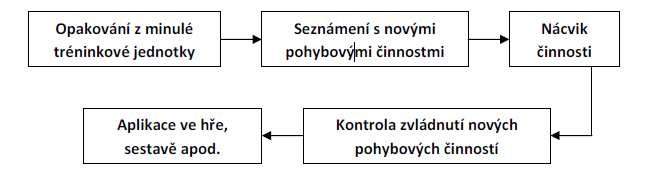 Opakování z minulé
tréninkové jednotky
Seznámení s novými
pohybovými činnostmi
Nácvik
činnosti
Kontrola zvládnutí nových
pohybových činností
Aplikace ve hře,
sestavě apod.